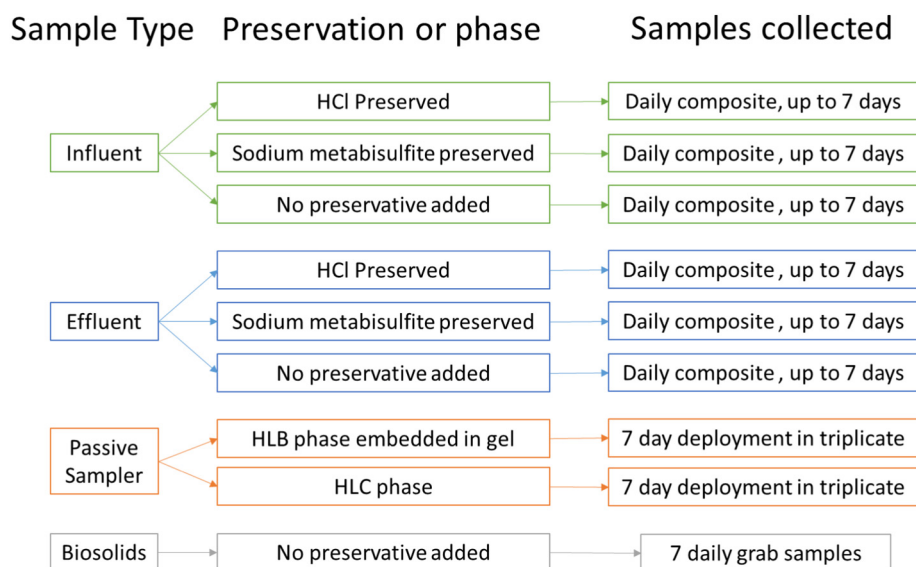 Sample Type Preservation or phase Samples collected
HCl Preserved Daily composite, up to 7 days
Influent Sodium metabisulfite preserved Daily composite , up to 7 days
No preservative added Daily composite , up to 7 days
HCl Preserved Daily composite , up to 7 days
Effluent Sodium metabisulfite preserved Daily composite , up to 7 days
No preservative added Daily composite , up to 7 days
Passive
Sampler
HLB phase embedded in gel 7 day deployment in triplicate
HLC phase 7 day deployment in triplicate
Biosolids No preservative added 7 daily grab samples